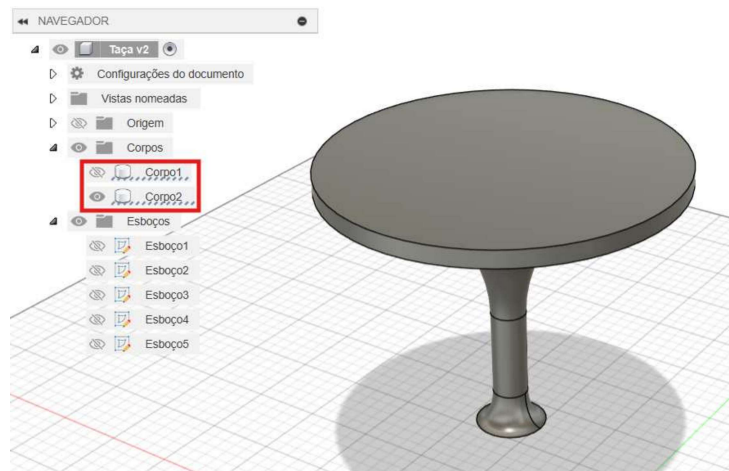 NAVEGADOR
Taça v2
Configurações do documento
Vistas nomeadas
Origem
Corpos
Corpo1
Corpo2
Esboços
Esboço1
Esboço2
Esboço3
Esboço4
Esboço5